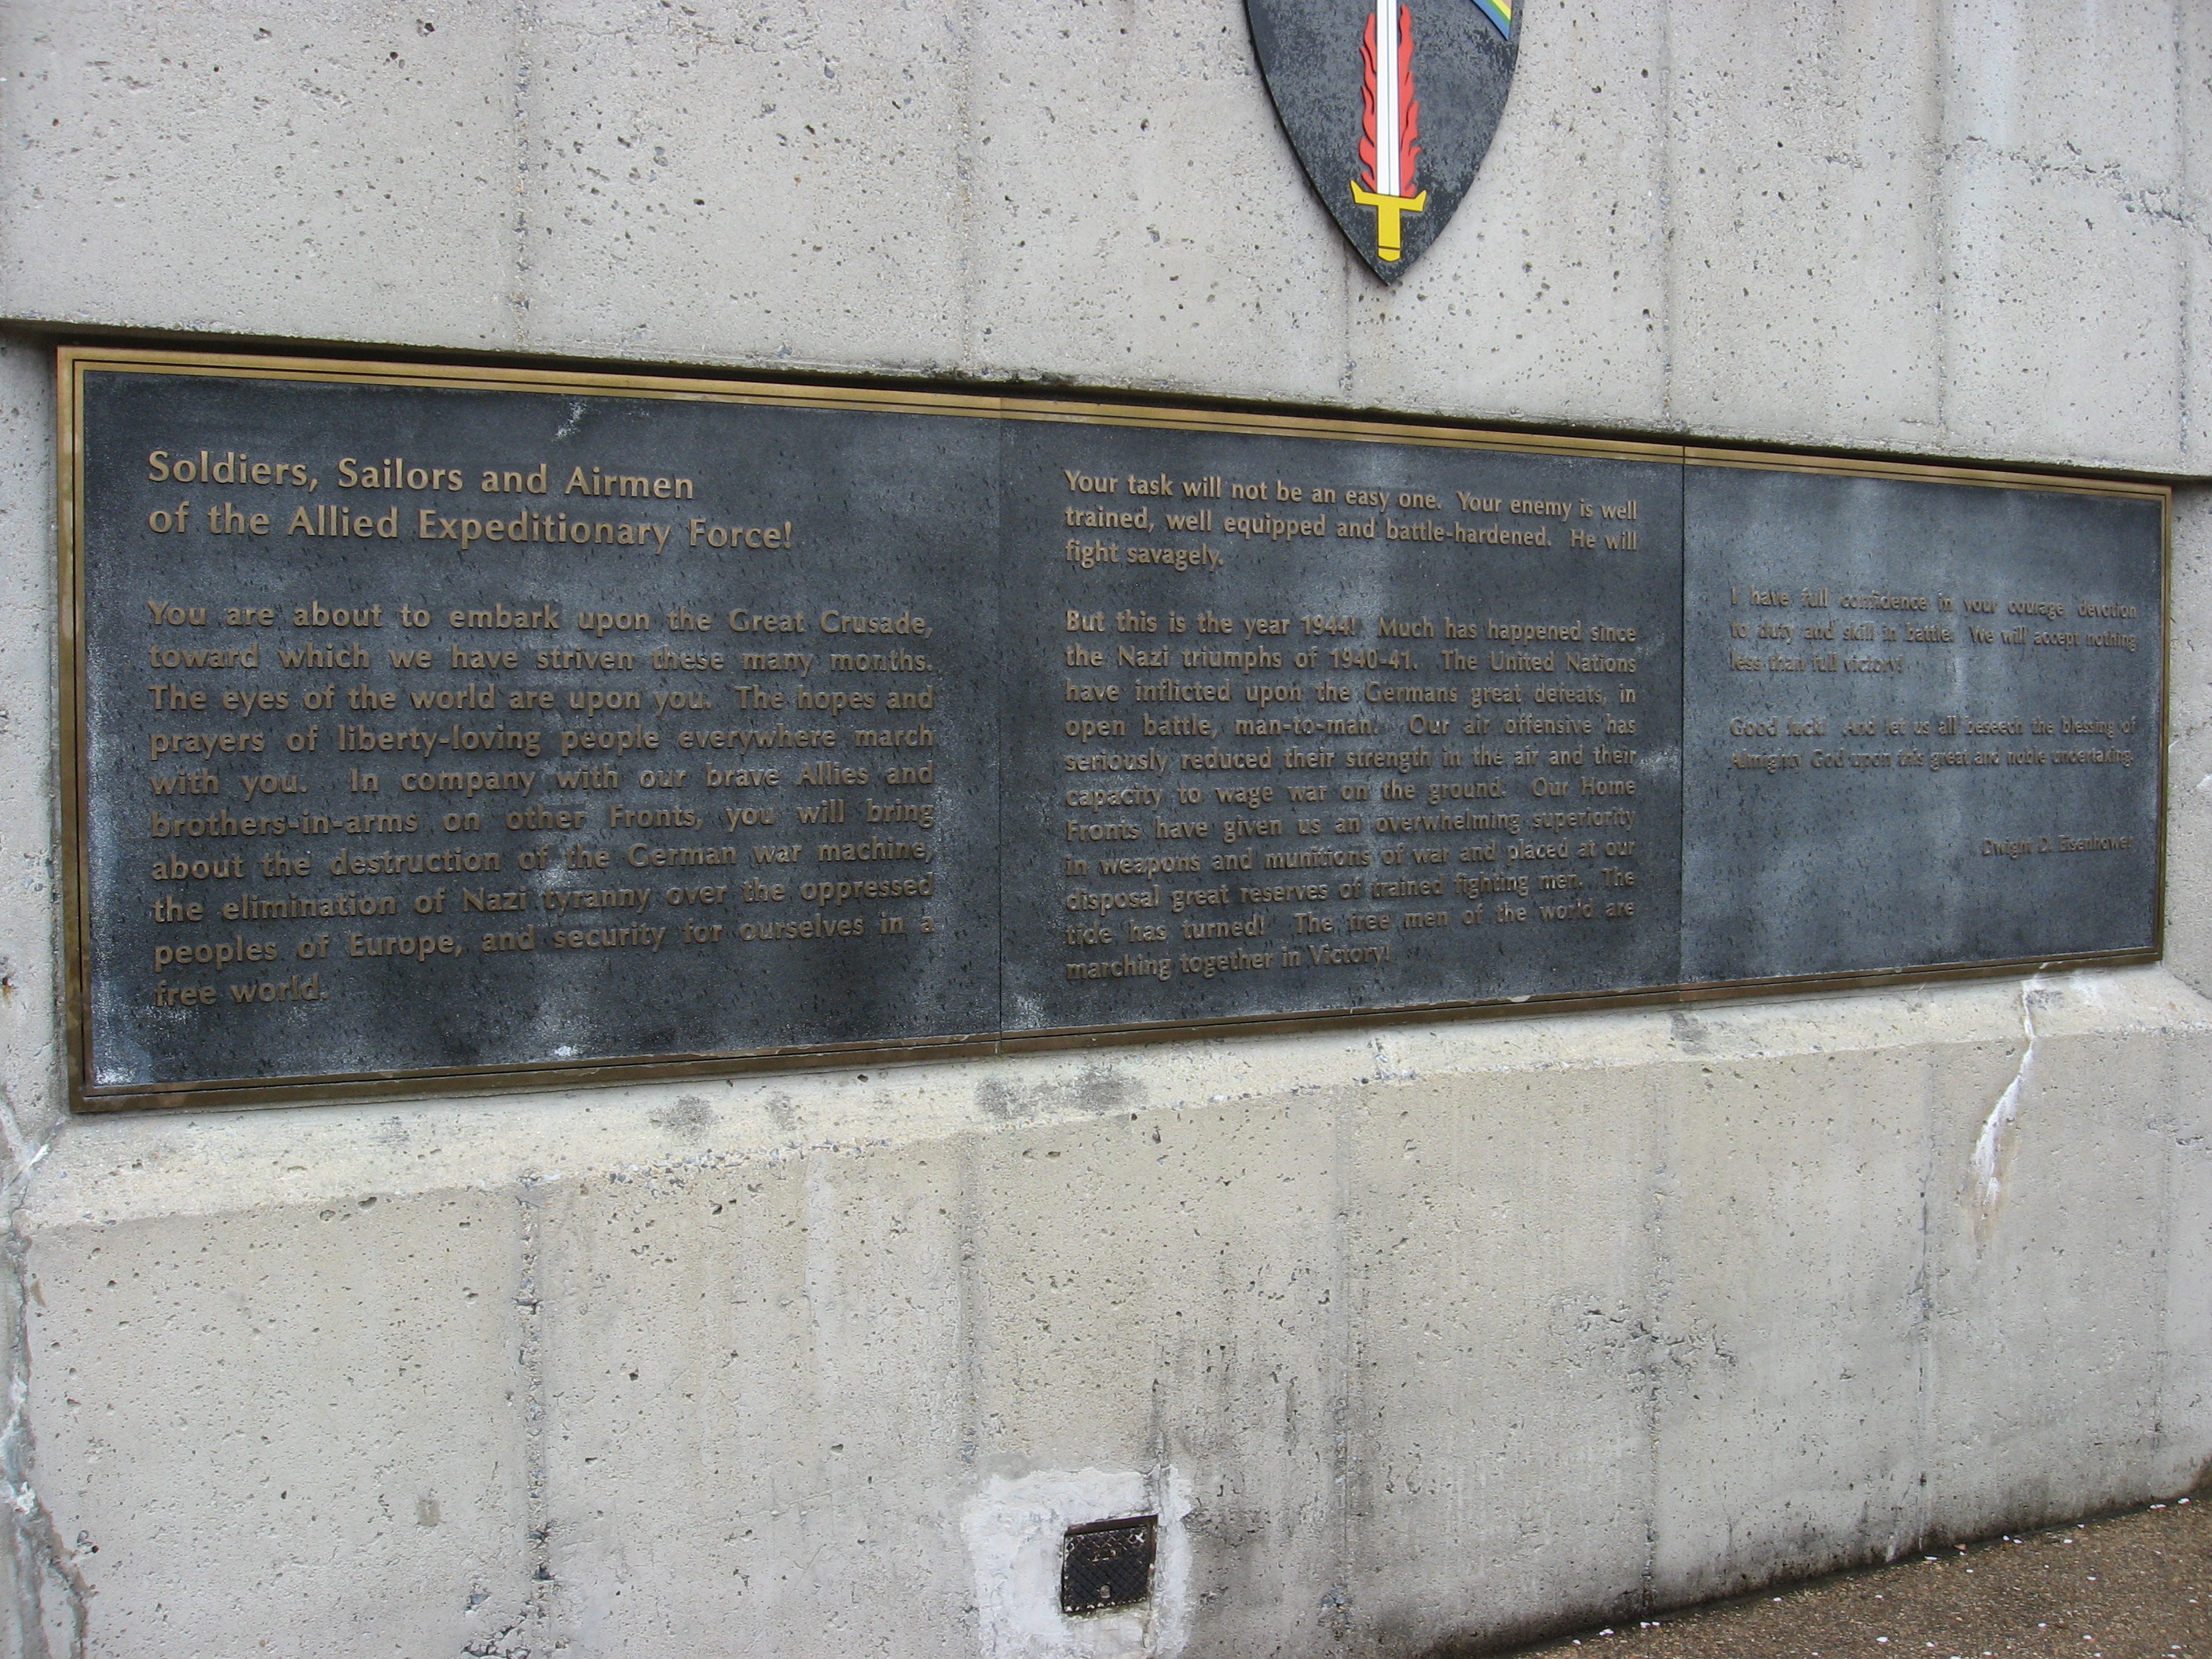 Soldiers, Sailors and Airmen
of the Allied Expeditionary Force!
You are about to embark upon the Great Crusade,
toward which we have striven these many months.
The eyes of the world are upon you. The hopes and
prayers of liberty-loving people everywhere march
with you. In company with our brave Allies and
brothers-in-arms on other Fronts, you will bring
about the destruction of the German war machine,
the elimination of Nazi tyranny over the oppressed
peoples of Europe, and security for ourselves in a
free world.
Your task will not be an easy one. Your enemy is well
trained, well equipped and battle-hardened. He will
fight savagely.
But this is the year 1944! Much has happened since
the Nazi triumphs of 1940-41. The United Nations
have inflicted upon the Germans great defeats, in
open battle, man-to-man. Our air offensive has
seriously reduced their strength in the air and their
capacity to wage war on the ground. Our Home
Fronts have given us an overwhelming superiority
in weapons and munitions of war and placed at our
disposal great reserves of trained fighting men. The
tide has turned! The free men of the world are
marching together in Victory!
I have full confidence in your courage, devotion
to duty and skill in battle. We will accept nothing
less than full victory!
Good luck! And let us all beseech the blessing of
Almighty God upon this great and noble undertaking.
Dwight D. Eisenhower